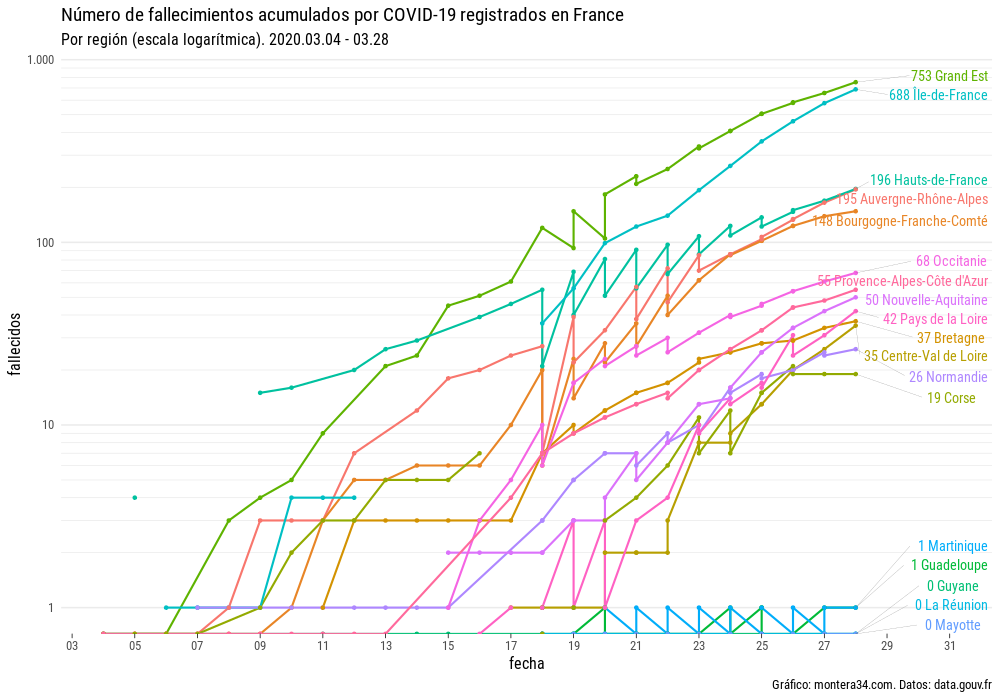 Número de fallecimientos acumulados por COVID-19 registrados en France
Por región (escala logarítmica). 2020.03.04 - 03.28
1.000
100
10
1
fallecidos
753 Grand Est
688 Île-de-France
196 Hauts-de-France
195 Auvergne-Rhône-Alpes
148 Bourgogne-Franche-Comté
68 Occitanie
55 Provence-Alpes-Côte d'Azur
50 Nouvelle-Aquitaine
42 Pays de la Loire
37 Bretagne
35 Centre-Val de Loire
26 Normandie
19 Corse
1 Martinique
1 Guadeloupe
0 Guyane
0 La Réunion
0 Mayotte
03 05 07 09 11 13 15 17 19 21 23 25 27 29 31
fecha
Gráfico: montera34.com. Datos: data.gouv.fr